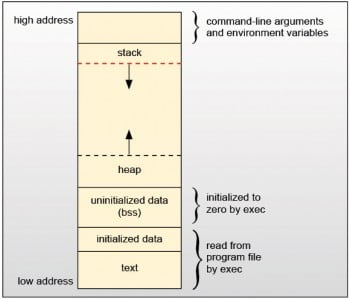 high address
command-line arguments
and environment variables
stack
heap
uninitialized data
(bss)
initialized to
zero by exec
initialized data
read from
program file
by exec
text
low address